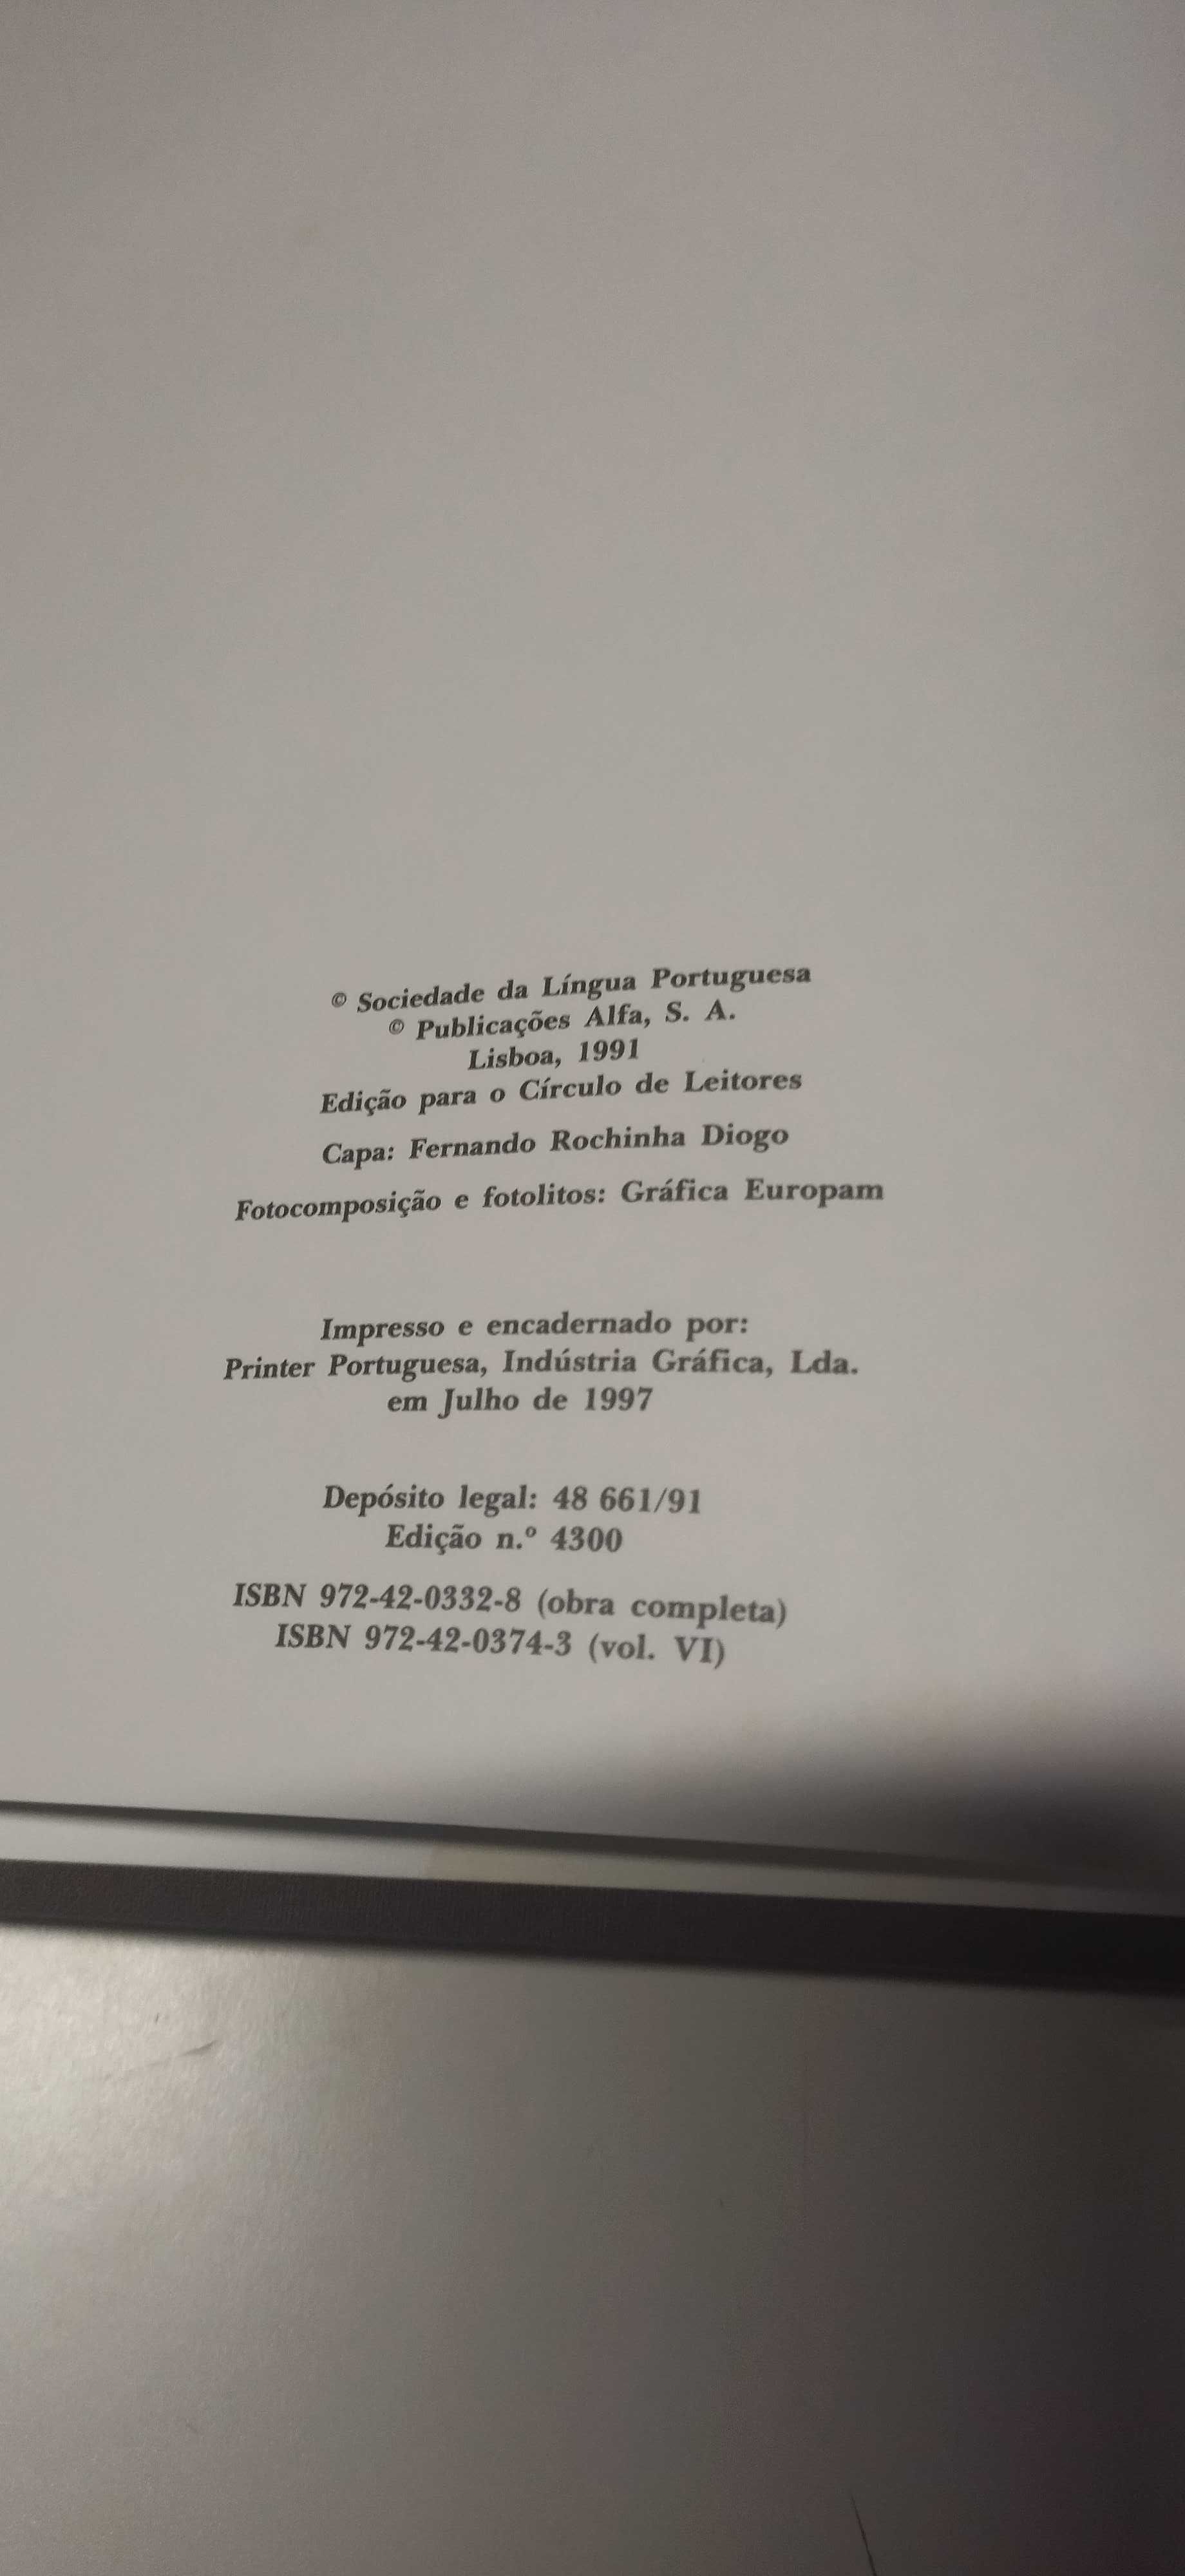 © Sociedade da Língua Portuguesa
© Publicações Alfa, S. A.
Lisboa, 1991
Edição para o Círculo de Leitores
Capa: Fernando Rochinha Diogo
Fotocomposição e fotolitos: Gráfica Europam
Impresso e encadernado por:
Printer Portuguesa, Indústria Gráfica, Lda.
em Julho de 1997
Depósito legal: 48 661/91
Edição n.º 4300
ISBN 972-42-0332-8 (obra completa)
ISBN 972-42-0374-3 (vol. VI)